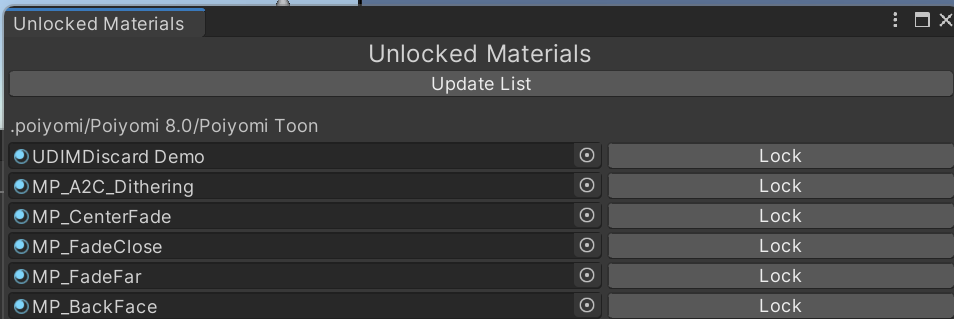 Unlocked Materials
Unlocked Materials
Update List
.poiyomi/Poiyomi 8.0/Poiyomi Toon
UDIMDiscard Demo Lock
MP_A2C_Dithering Lock
MP_CenterFade Lock
MP_FadeClose Lock
MP_FadeFar Lock
MP_BackFace Lock